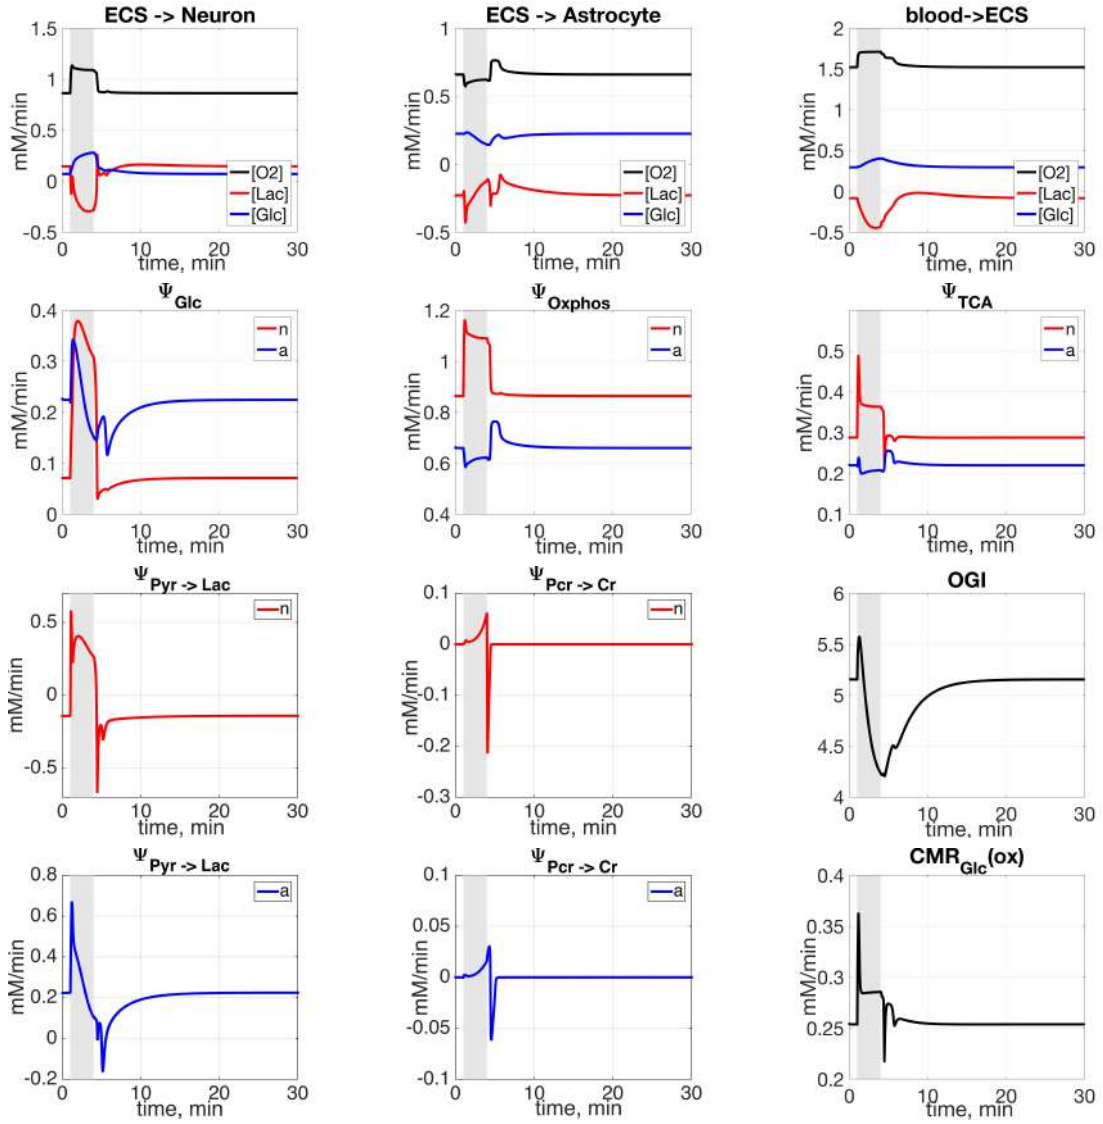 ECS -> Neuron
mM/min
1.5
1
0.5
0
-0.5
[O2]
[Lac]
[Glc]
0 10 20 30
time, min
ECS -> Astrocyte
mM/min
1
0.5
0
-0.5
[O2]
[Lac]
[Glc]
0 10 20 30
time, min
blood->ECS
mM/min
2
1.5
1
0.5
0
-0.5
[O2]
[Lac]
[Glc]
0 10 20 30
time, min
Ψ Glc
mM/min
0.4
0.3
0.2
0.1
0
n
a
0 10 20 30
time, min
Ψ Oxphos
mM/min
1.2
1
0.8
0.6
0.4
n
a
0 10 20 30
time, min
Ψ TCA
mM/min
0.5
0.4
0.3
0.2
0.1
n
a
0 10 20 30
time, min
Ψ Pyr -> Lac
mM/min
0.5
0
-0.5
n
0 10 20 30
time, min
Ψ Pcr -> Cr
mM/min
0.1
0
-0.1
-0.2
-0.3
n
0 10 20 30
time, min
OGI
6
5.5
5
4.5
4
0 10 20 30
time, min
Ψ Pyr -> Lac
mM/min
0.8
0.6
0.4
0.2
0
-0.2
a
0 10 20 30
time, min
Ψ Pcr -> Cr
mM/min
0.1
0.05
0
-0.05
-0.1
a
0 10 20 30
time, min
CMR Glc (ox)
mM/min
0.4
0.35
0.3
0.25
0.2
0 10 20 30
time, min